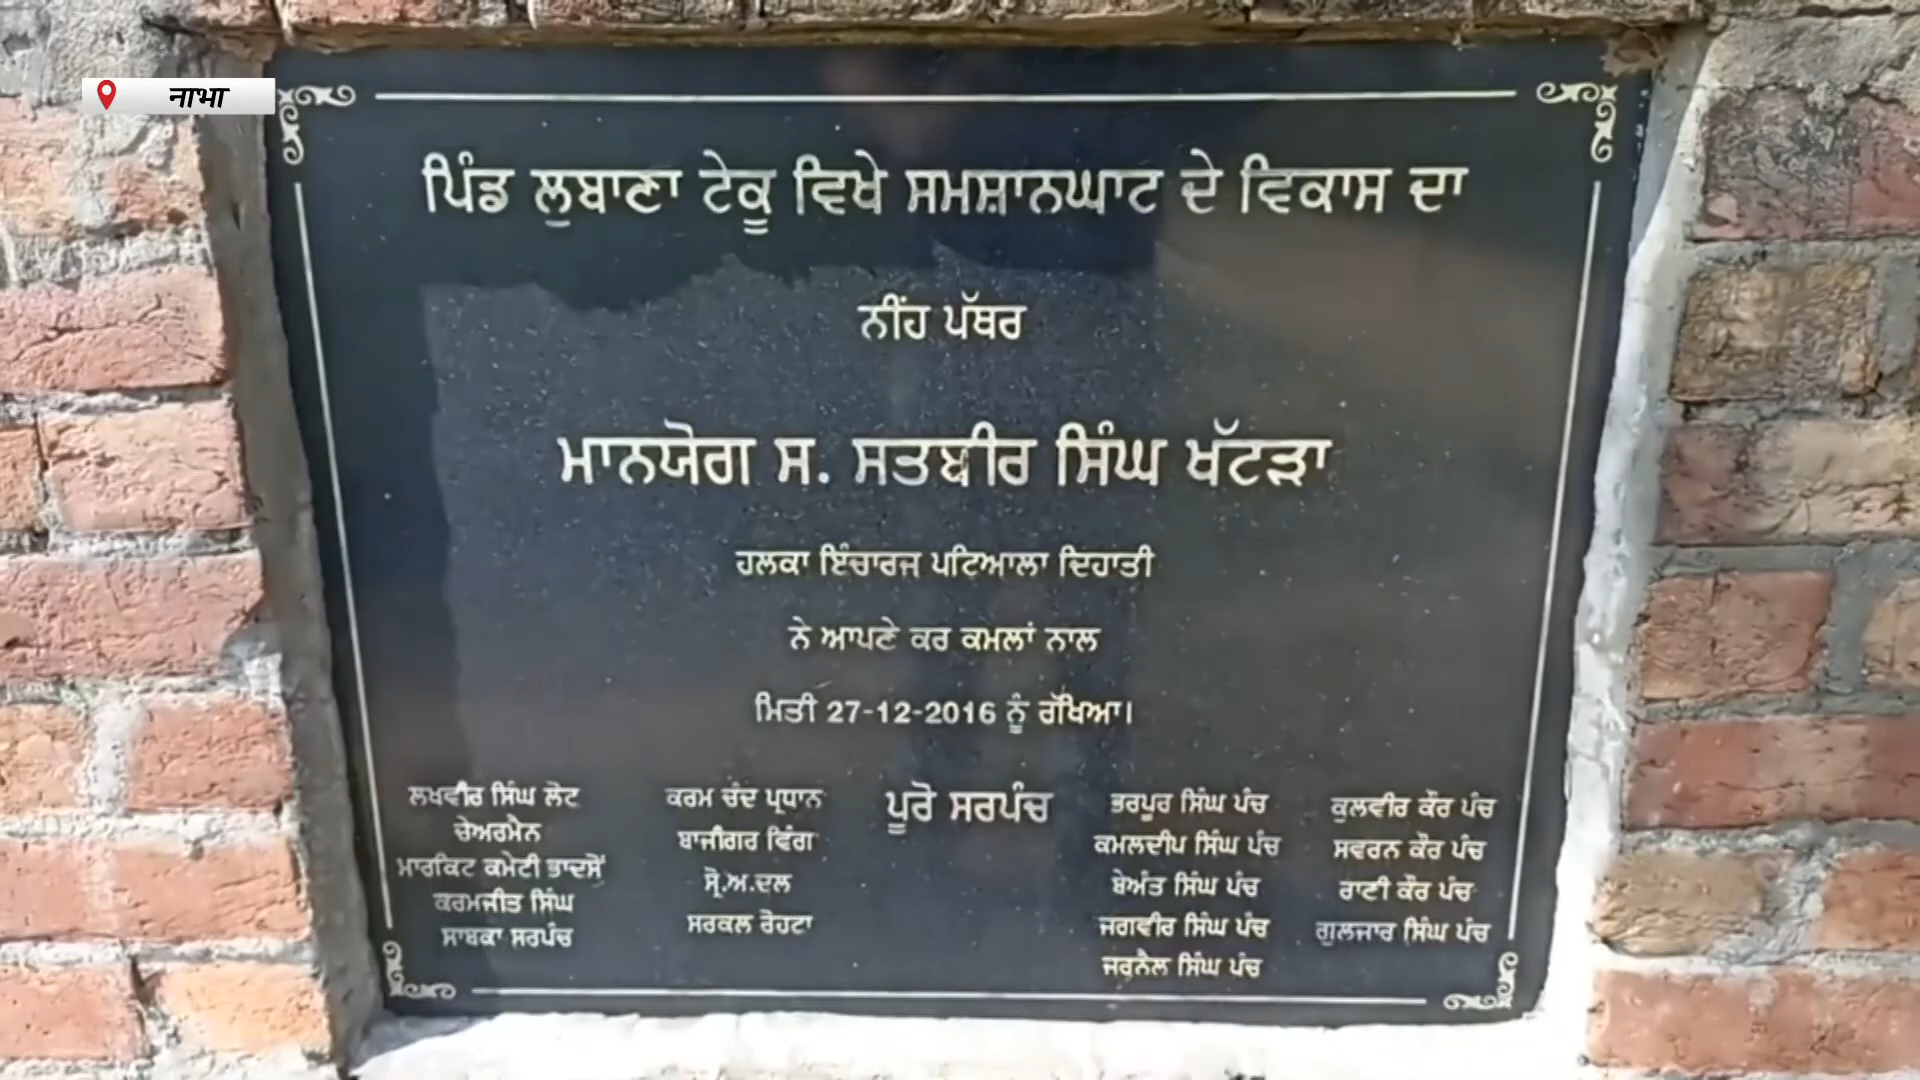 नाभा
ਪਿੰਡ ਲੁਬਾਣਾ ਟੇਕੂ ਵਿਖੇ ਸਮਸ਼ਾਨਘਾਟ ਦੇ ਵਿਕਾਸ ਦਾ
ਨੀਂਹ ਪੱਥਰ
ਮਾਨਯੋਗ ਸ. ਸਤਬੀਰ ਸਿੰਘ ਖੱਟੜਾ
ਹਲਕਾ ਇੰਚਾਰਜ ਪਟਿਆਲਾ ਦਿਹਾਤੀ
ਨੇ ਆਪਣੇ ਕਰ ਕਮਲਾਂ ਨਾਲ
ਮਿਤੀ 27-12-2016 ਨੂੰ ਰੱਖਿਆ।
ਲਖਵੀਰ ਸਿੰਘ ਲੋਟ
ਚੇਅਰਮੈਨ
ਮਾਰਕਿਟ ਕਮੇਟੀ ਭਾਦਸੋਂ
ਕਰਮਜੀਤ ਸਿੰਘ
ਸਾਬਕਾ ਸਰਪੰਚ
ਕਰਮ ਚੰਦ ਪ੍ਰਧਾਨ
ਬਾਜੀਗਰ ਵਿੰਗ
ਸ੍ਰੋ.ਅ.ਦਲ
ਸਰਕਲ ਰੋਹਟਾ
ਪੂਰੋ ਸਰਪੰਚ
ਭਰਪੂਰ ਸਿੰਘ ਪੰਚ
ਕਮਲਦੀਪ ਸਿੰਘ ਪੰਚ
ਬੇਅੰਤ ਸਿੰਘ ਪੰਚ
ਜਗਵੀਰ ਸਿੰਘ ਪੰਚ
ਜਰਨੈਲ ਸਿੰਘ ਪੰਚ
ਕੁਲਵੀਰ ਕੌਰ ਪੰਚ
ਸਵਰਨ ਕੌਰ ਪੰਚ
ਰਾਣੀ ਕੌਰ ਪੰਚ
ਗੁਲਜਾਰ ਸਿੰਘ ਪੰਚ